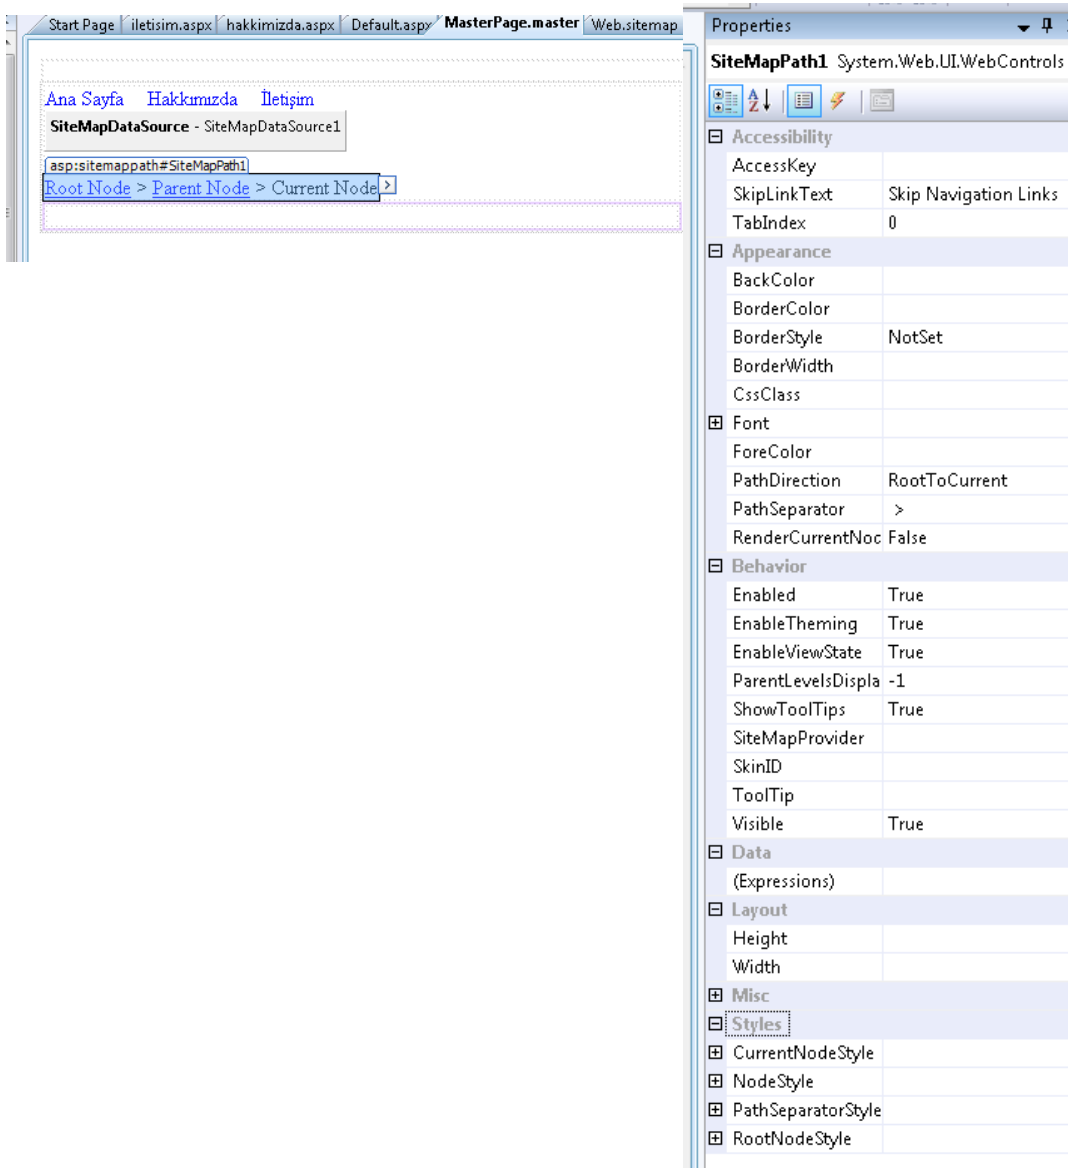 Start Page iletisim.aspx hakkimizda.aspx Default.aspx MasterPage.master Web.sitemap
Ana Sayfa Hakkımızda İletişim
SiteMapDataSource - SiteMapDataSource1
asp:sitemappath#SiteMapPath1
Root Node > Parent Node > Current Node
Properties
SiteMapPath1 System.Web.UI.WebControls
Accessibility
AccessKey
SkipLinkText Skip Navigation Links
TabIndex 0
Appearance
BackColor
BorderColor
BorderStyle NotSet
BorderWidth
CssClass
Font
ForeColor
PathDirection RootToCurrent
PathSeparator >
RenderCurrentNoc False
Behavior
Enabled True
EnableTheming True
EnableViewState True
ParentLevelsDispla -1
ShowToolTips True
SiteMapProvider
SkinID
ToolTip
Visible True
Data
(Expressions)
Layout
Height
Width
Misc
Styles
CurrentNodeStyle
NodeStyle
PathSeparatorStyle
RootNodeStyle